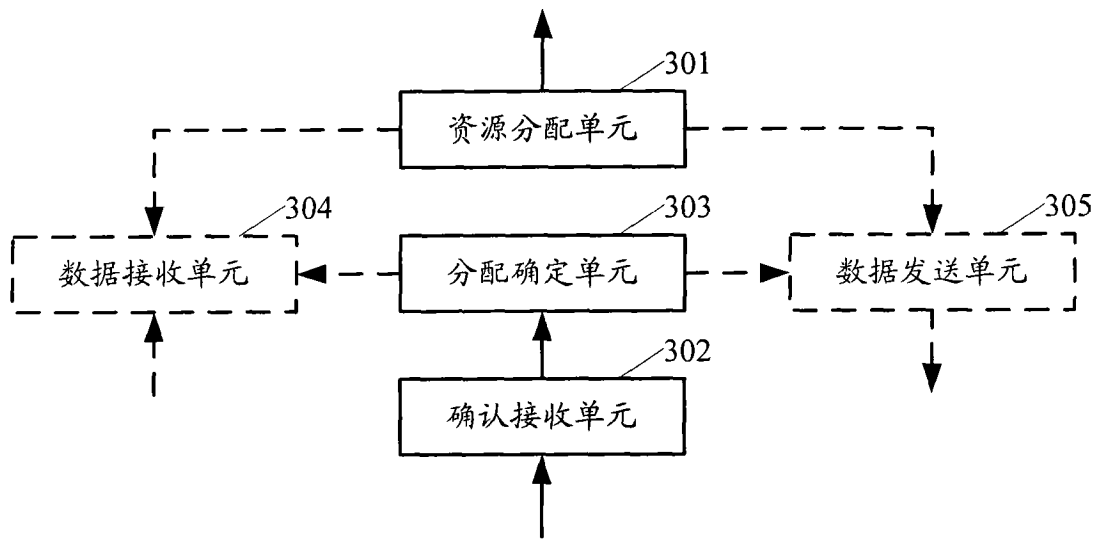 301
资源分配单元
304
303
305
数据接收单元
分配确定单元
数据发送单元
302
确认接收单元